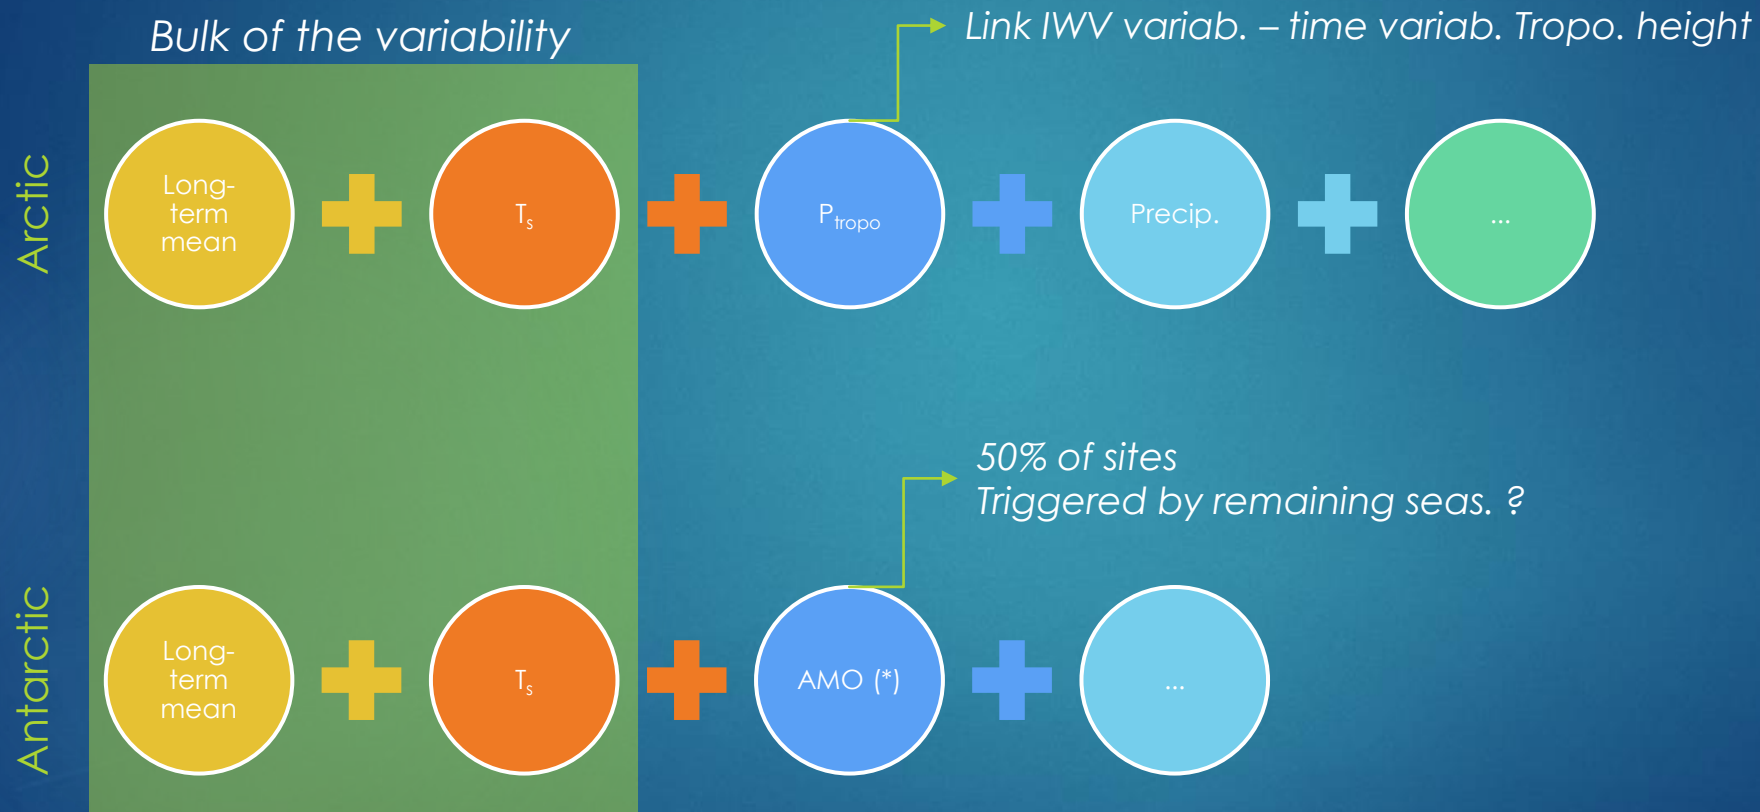 Bulk of the variability
Link IWV variab. – time variab. Tropo. height
Arctic
Long-
term
mean
Ts
Ptropo
Precip.
...
50% of sites
Triggered by remaining seas. ?
Antarctic
Long-
term
mean
Ts
AMO (*)
...